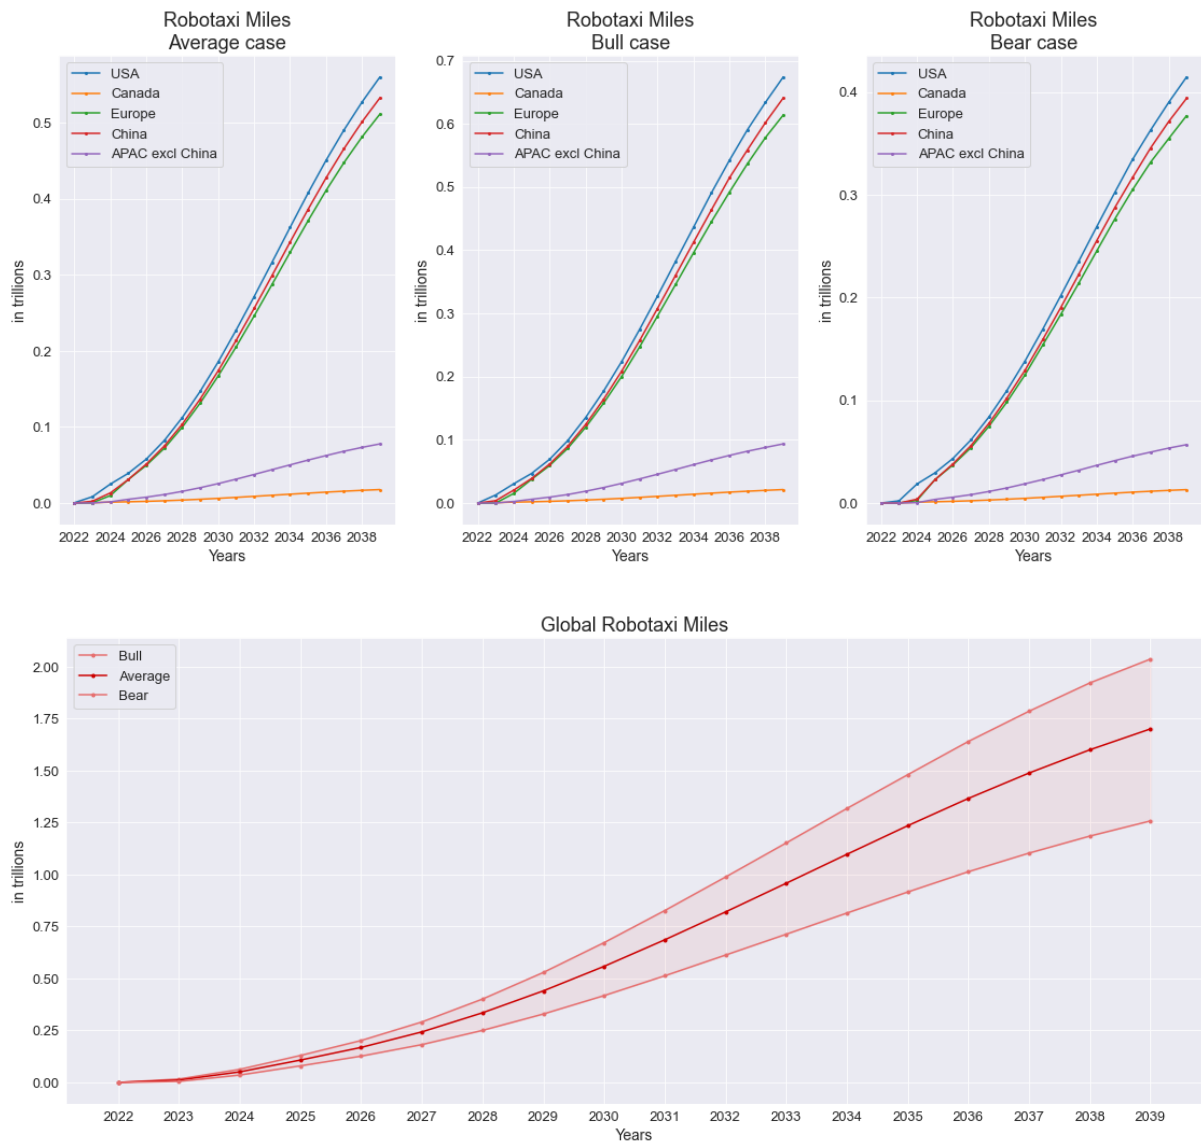 Robotaxi Miles
Average case
USA
Canada
Europe
China
APAC excl China
in trillions
0.5
0.4
0.3
0.2
0.1
0.0
2022 2024 2026 2028 2030 2032 2034 2036 2038
Years
Robotaxi Miles
Bull case
USA
Canada
Europe
China
APAC excl China
in trillions
0.7
0.6
0.5
0.4
0.3
0.2
0.1
0.0
2022 2024 2026 2028 2030 2032 2034 2036 2038
Years
Robotaxi Miles
Bear case
USA
Canada
Europe
China
APAC excl China
in trillions
0.4
0.3
0.2
0.1
0.0
2022 2024 2026 2028 2030 2032 2034 2036 2038
Years
Global Robotaxi Miles
Bull
Average
Bear
in trillions
2.00
1.75
1.50
1.25
1.00
0.75
0.50
0.25
0.00
2022 2023 2024 2025 2026 2027 2028 2029 2030 2031 2032 2033 2034 2035 2036 2037 2038 2039
Years